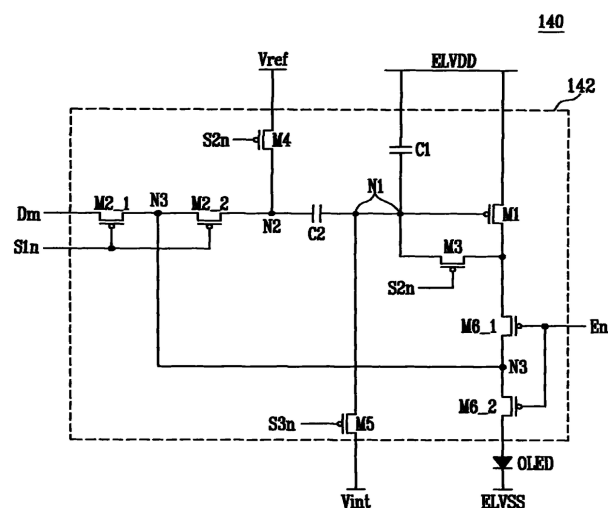 140
Vref
ELVDD
142
S2n
M4
C1
N1
M2_1
N3
M2_2
Dm
N2
C2
M1
S1n
M3
S2n
M6_1
En
N3
M6_2
S3n
M5
OLED
Vint
ELVSS